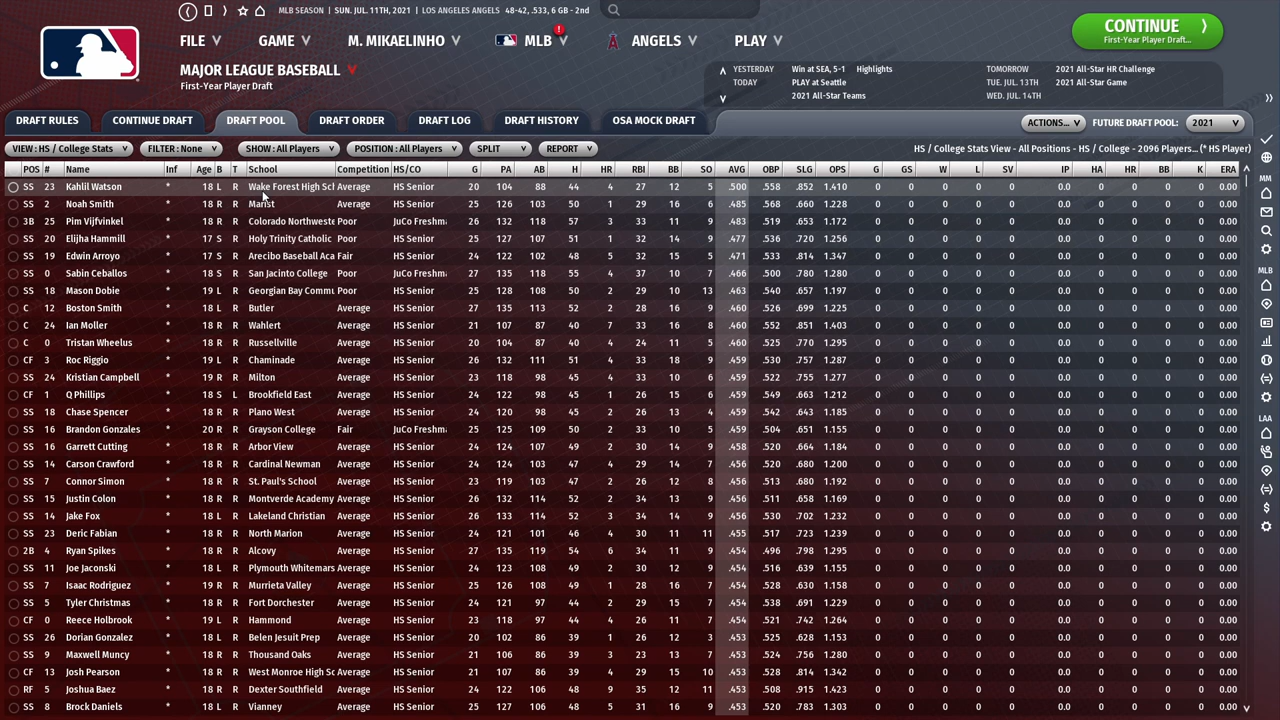 MLB SEASON | SUN. JUL. 11TH, 2021 | LOS ANGELES ANGELS 48-42, .533, 6 GB - 2nd
FILE GAME M. MIKAELINHO MLB ANGELS PLAY
CONTINUE
First-Year Player Draft...
MAJOR LEAGUE BASEBALL
First-Year Player Draft
YESTERDAY Win at SEA, 5-1 Highlights TOMORROW 2021 All-Star HR Challenge
TODAY PLAY at Seattle TUE. JUL. 13TH 2021 All-Star Game
2021 All-Star Teams WED. JUL. 14TH
DRAFT RULES CONTINUE DRAFT DRAFT POOL DRAFT ORDER DRAFT LOG DRAFT HISTORY OSA MOCK DRAFT ACTIONS... FUTURE DRAFT POOL: 2021
VIEW : HS / College Stats FILTER : None SHOW : All Players POSITION : All Players SPLIT REPORT HS / College Stats View - All Positions - HS / College - 2096 Players... (* HS Player)
POS # Name Inf Age B T School Competition HS/CO G PA AB H HR RBI BB SO AVG OBP SLG OPS G GS W L SV IP HA HR BB K ERA
SS 23 Kahlil Watson * 18 L R Wake Forest High Scl Average HS Senior 20 104 88 44 4 27 12 5 .500 .558 .852 1.410 0 0 0 0 0 0.0 0 0 0 0 0.00
SS 2 Noah Smith * 18 R R Marist Average HS Senior 25 126 103 50 1 29 16 6 .485 .568 .660 1.228 0 0 0 0 0 0.0 0 0 0 0 0.00
3B 25 Pim Vijfvinkel * 18 R R Colorado Northweste Poor JuCo Freshma 26 132 118 57 3 33 11 9 .483 .519 .653 1.172 0 0 0 0 0 0.0 0 0 0 0 0.00
SS 20 Elijha Hammill * 17 S R Holy Trinity Catholic Poor HS Senior 25 127 107 51 1 32 14 9 .477 .536 .720 1.256 0 0 0 0 0 0.0 0 0 0 0 0.00
SS 19 Edwin Arroyo * 17 S R Arecibo Baseball Aca Fair HS Senior 24 122 102 48 5 32 15 5 .471 .533 .814 1.347 0 0 0 0 0 0.0 0 0 0 0 0.00
SS 0 Sabin Ceballos * 18 S R San Jacinto College Poor JuCo Freshma 25 135 118 55 4 37 10 7 .466 .500 .780 1.280 0 0 0 0 0 0.0 0 0 0 0 0.00
SS 18 Mason Dobie * 19 L R Georgian Bay Commu Poor HS Senior 25 128 108 50 2 29 10 13 .463 .540 .657 1.197 0 0 0 0 0 0.0 0 0 0 0 0.00
C 12 Boston Smith * 18 L R Butler Average HS Senior 27 135 113 52 2 28 16 9 .460 .526 .699 1.225 0 0 0 0 0 0.0 0 0 0 0 0.00
C 24 Ian Moller * 18 R R Wahlert Average HS Senior 21 107 87 40 7 33 16 8 .460 .552 .851 1.403 0 0 0 0 0 0.0 0 0 0 0 0.00
C 0 Tristan Wheelus * 18 R R Russellville Average HS Senior 20 104 87 40 4 24 11 5 .460 .525 .770 1.295 0 0 0 0 0 0.0 0 0 0 0 0.00
CF 3 Roc Riggio * 19 L R Chaminade Average HS Senior 26 132 111 51 4 33 18 9 .459 .530 .757 1.287 0 0 0 0 0 0.0 0 0 0 0 0.00
SS 24 Kristian Campbell * 19 R R Milton Average HS Senior 23 118 98 45 4 33 10 6 .459 .522 .755 1.277 0 0 0 0 0 0.0 0 0 0 0 0.00
CF 1 Q Phillips * 18 S L Brookfield East Average HS Senior 24 122 98 45 1 26 15 6 .459 .549 .663 1.212 0 0 0 0 0 0.0 0 0 0 0 0.00
SS 18 Chase Spencer * 18 R R Plano West Average HS Senior 24 120 98 45 2 26 13 4 .459 .542 .643 1.185 0 0 0 0 0 0.0 0 0 0 0 0.00
SS 16 Brandon Gonzales * 20 R R Grayson College Fair JuCo Freshma 25 125 109 50 2 33 10 5 .459 .504 .651 1.155 0 0 0 0 0 0.0 0 0 0 0 0.00
SS 16 Garrett Cutting * 18 R R Arbor View Average HS Senior 24 124 107 49 2 30 14 9 .458 .520 .664 1.184 0 0 0 0 0 0.0 0 0 0 0 0.00
SS 14 Carson Crawford * 18 R R Cardinal Newman Average HS Senior 24 124 103 47 4 29 14 7 .456 .520 .680 1.200 0 0 0 0 0 0.0 0 0 0 0 0.00
SS 7 Connor Simon * 18 R R St. Paul's School Average HS Senior 23 119 103 47 2 26 12 8 .456 .513 .680 1.192 0 0 0 0 0 0.0 0 0 0 0 0.00
SS 15 Justin Colon * 18 R R Montverde Academy Average HS Senior 26 132 114 52 2 34 13 9 .456 .511 .658 1.169 0 0 0 0 0 0.0 0 0 0 0 0.00
SS 14 Jake Fox * 18 L R Lakeland Christian Average HS Senior 26 133 114 52 3 34 14 6 .456 .530 .702 1.232 0 0 0 0 0 0.0 0 0 0 0 0.00
SS 23 Deric Fabian * 18 R R North Marion Average HS Senior 24 121 101 46 4 30 11 11 .455 .517 .723 1.239 0 0 0 0 0 0.0 0 0 0 0 0.00
2B 4 Ryan Spikes * 18 R R Alcovy Average HS Senior 27 135 119 54 6 34 11 9 .454 .496 .798 1.295 0 0 0 0 0 0.0 0 0 0 0 0.00
SS 11 Joe Jaconski * 18 L R Plymouth Whitemars Average HS Senior 24 123 108 49 2 30 12 9 .454 .516 .639 1.155 0 0 0 0 0 0.0 0 0 0 0 0.00
SS 7 Isaac Rodriguez * 19 R R Murrieta Valley Average HS Senior 25 126 108 49 1 28 16 7 .454 .528 .630 1.158 0 0 0 0 0 0.0 0 0 0 0 0.00
SS 5 Tyler Christmas * 18 R R Fort Dorchester Average HS Senior 24 121 97 44 2 29 15 7 .454 .538 .691 1.229 0 0 0 0 0 0.0 0 0 0 0 0.00
CF 0 Reece Holbrook * 19 L R Hammond Average HS Senior 23 118 97 44 4 26 11 7 .454 .521 .742 1.264 0 0 0 0 0 0.0 0 0 0 0 0.00
SS 26 Dorian Gonzalez * 18 L R Belen Jesuit Prep Average HS Senior 20 102 86 39 1 26 12 3 .453 .525 .628 1.153 0 0 0 0 0 0.0 0 0 0 0 0.00
SS 9 Maxwell Muncy * 18 R R Thousand Oaks Average HS Senior 21 106 86 39 3 23 13 7 .453 .524 .756 1.280 0 0 0 0 0 0.0 0 0 0 0 0.00
CF 13 Josh Pearson * 18 L R West Monroe High Sc Average HS Senior 21 107 86 39 4 29 15 10 .453 .528 .814 1.342 0 0 0 0 0 0.0 0 0 0 0 0.00
RF 5 Joshua Baez * 18 R R Dexter Southfield Average HS Senior 24 122 106 48 9 35 12 11 .453 .508 .915 1.423 0 0 0 0 0 0.0 0 0 0 0 0.00
SS 8 Brock Daniels * 18 L R Vianney Average HS Senior 25 127 106 48 5 31 16 9 .453 .520 .783 1.303 0 0 0 0 0 0.0 0 0 0 0 0.00
MM
MLB
LAA